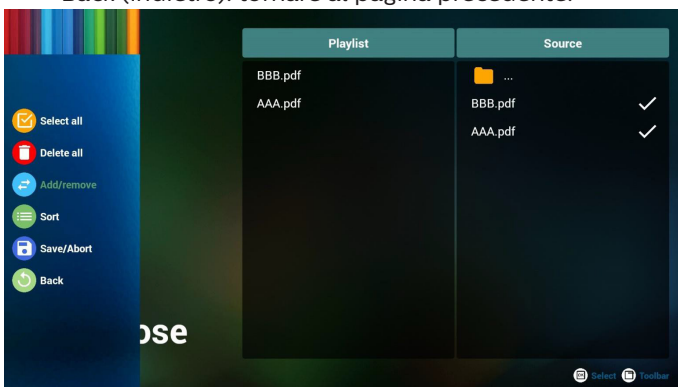 Back (Indietro): tornare al pagina precedente.
Playlist
Source
BBB.pdf
...
AAA.pdf
BBB.pdf
AAA.pdf
Select all
Delete all
Add/remove
Sort
Save/Abort
Back
ose
Select
Toolbar